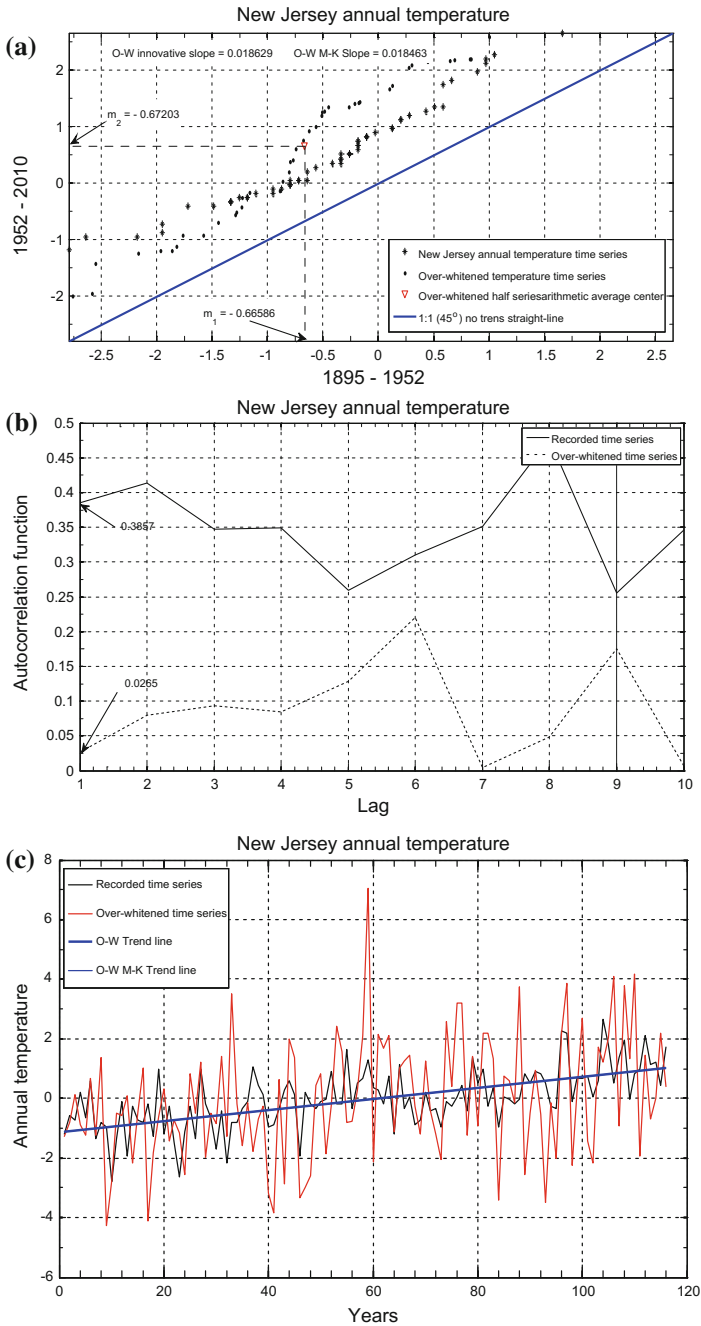 New Jersey annual temperature
(a)
O-W innovative slope = 0.018629 O-W M-K Slope = 0.018463
m2 = - 0.67203
m1 = - 0.66586
2
1
0
-1
-2
1952 - 2010
New Jersey annual temperature time series
Over-whitened temperature time series
Over-whitened half seriesarithmetic average center
1:1 (45o) no trens straight-line
-2.5 -2 -1.5 -1 -0.5 0 0.5 1 1.5 2 2.5
1895 - 1952
New Jersey annual temperature
(b)
0.5
0.45
0.4
0.35
0.3
0.25
0.2
0.15
0.1
0.05
0
Autocorrelation function
Recorded time series
Over-whitened time series
0.3857
0.0265
1 2 3 4 5 6 7 8 9 10
Lag
New Jersey annual temperature
(c)
8
6
4
2
0
-2
-4
-6
Annual temperature
Recorded time series
Over-whitened time series
O-W Trend line
O-W M-K Trend line
0 20 40 60 80 100 120
Years